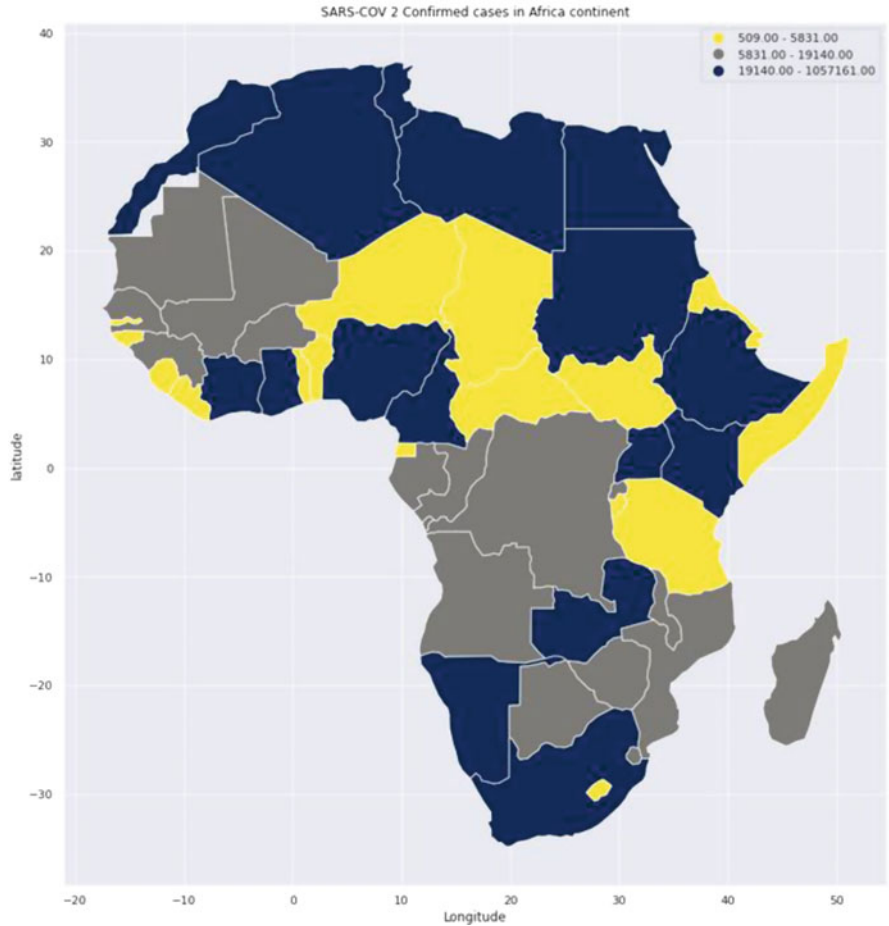 SARS-COV 2 Confirmed cases in Africa continent
509.00 - 5831.00
5831.00 - 19140.00
19140.00 - 1057161.00
40
30
20
10
0
−10
−20
−30
latitude
−20 −10 0 10 20 30 40 50
Longitude